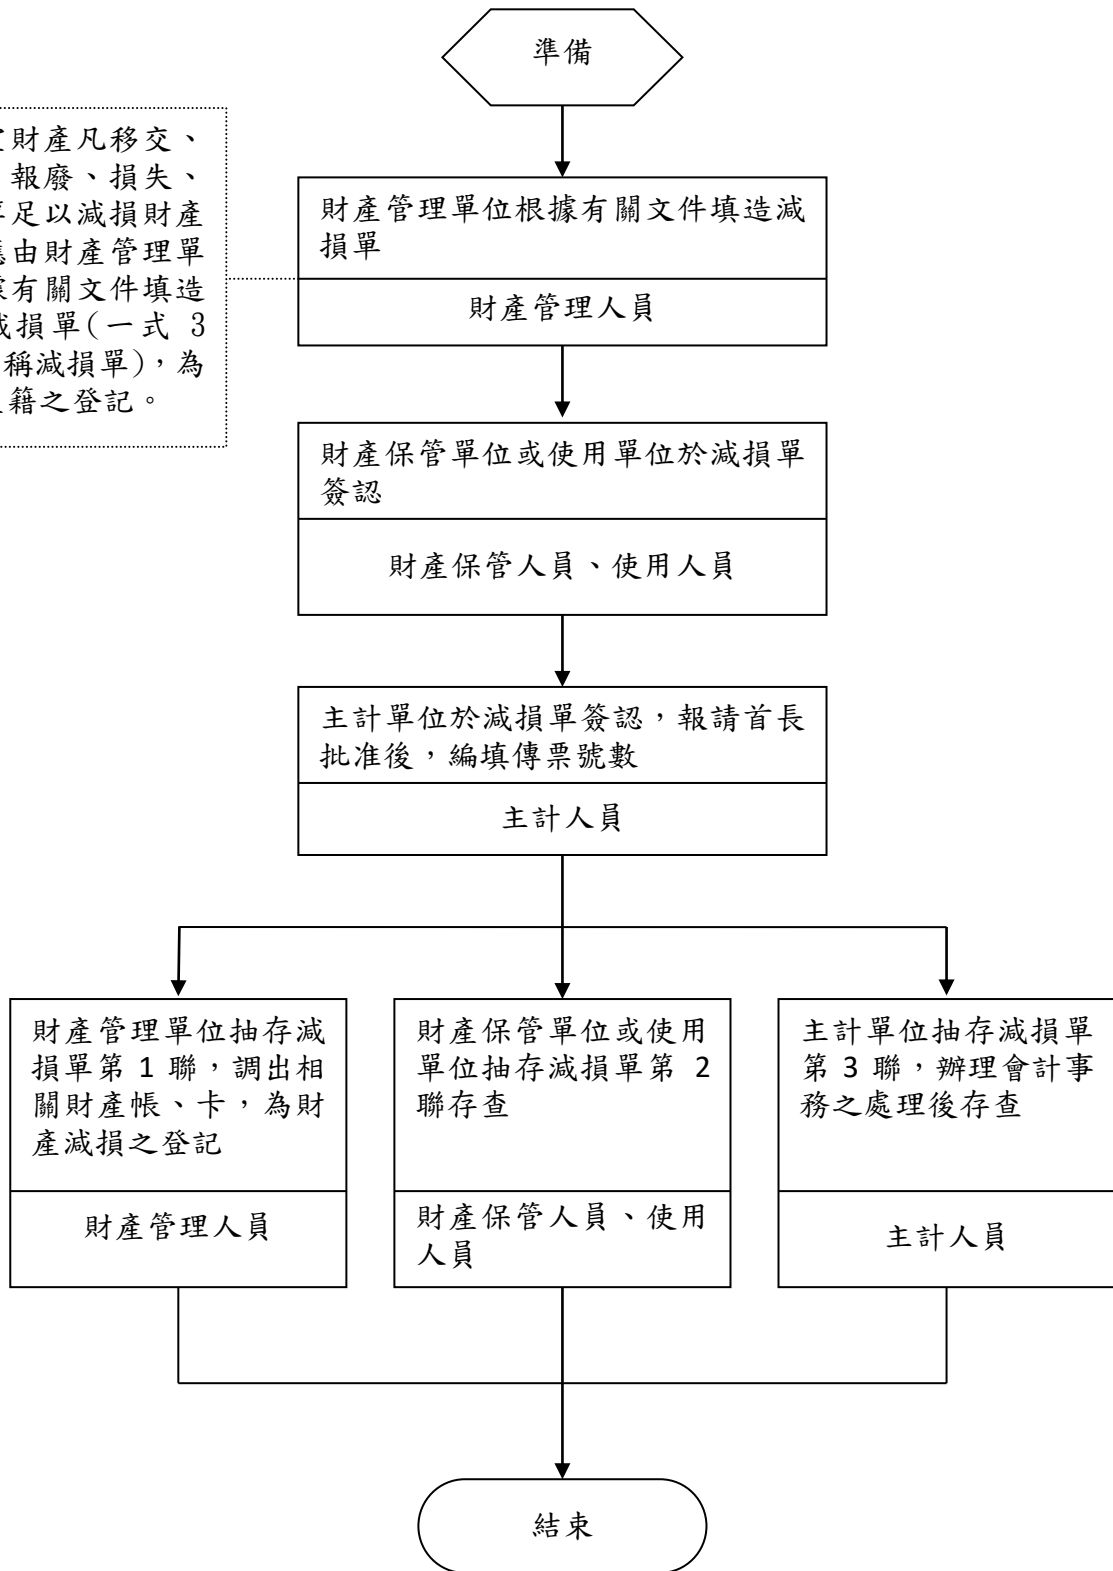 準備
財產凡移交、
報廢、損失、
足以減損財產
由財產管理單
有關文件填造
減損單(一式 3
稱減損單)，為
籍之登記。
財產管理單位根據有關文件填造減
損單
財產管理人員
財產保管單位或使用單位於減損單
簽認
財產保管人員、使用人員
主計單位於減損單簽認，報請首長
批准後，編填傳票號數
主計人員
財產管理單位抽存減
損單第 1 聯，調出相
關財產帳、卡，為財
產減損之登記
財產管理人員
財產保管單位或使用
單位抽存減損單第 2
聯存查
財產保管人員、使用
人員
主計單位抽存減損單
第 3 聯，辦理會計事
務之處理後存查
主計人員
結束